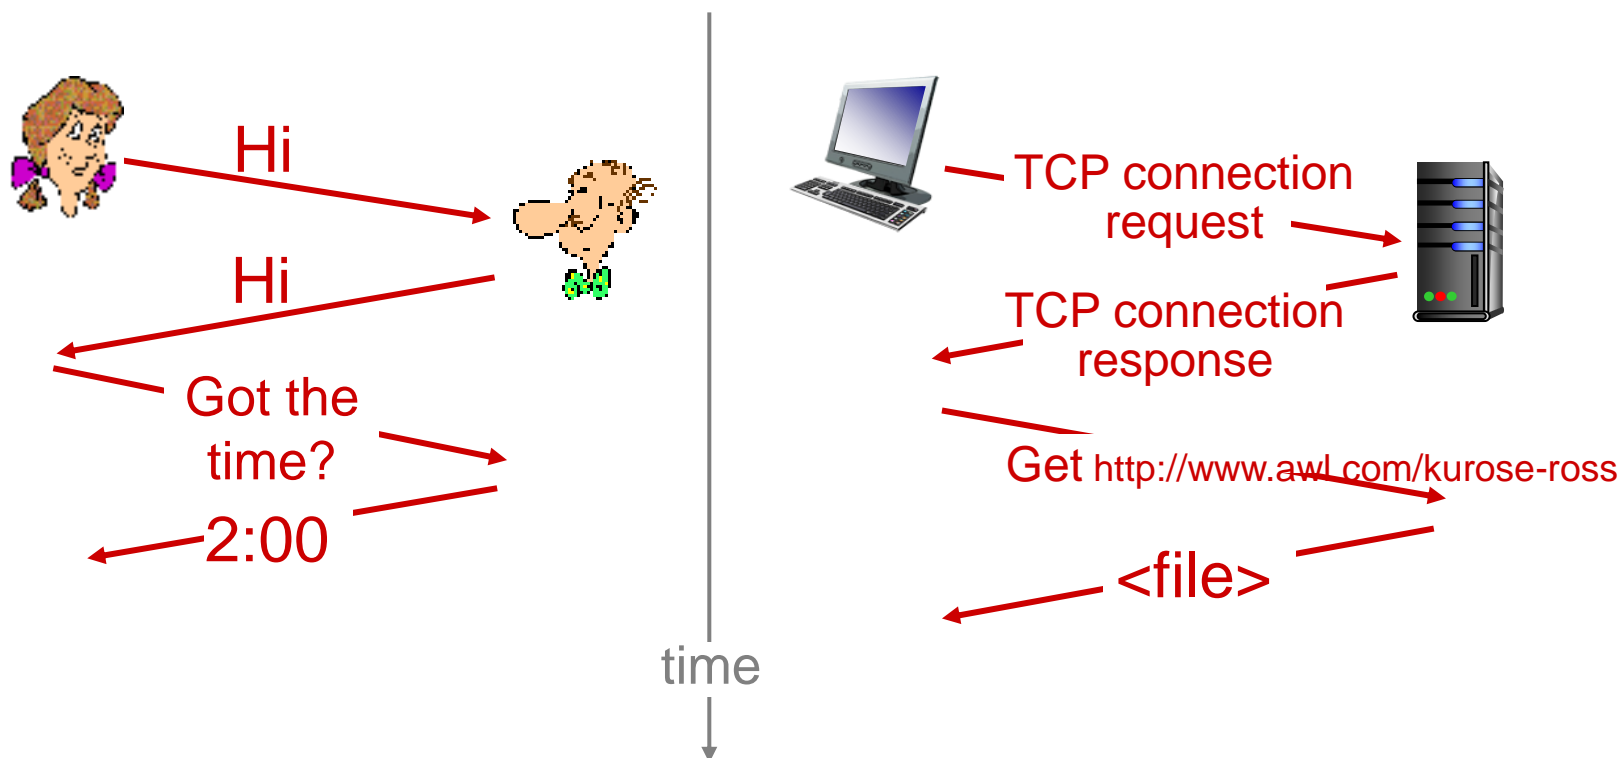 Hi
Hi
Got the
time?
2:00
TCP connection
request
TCP connection
response
Get http://www.awl.com/kurose-ross
<file>
time